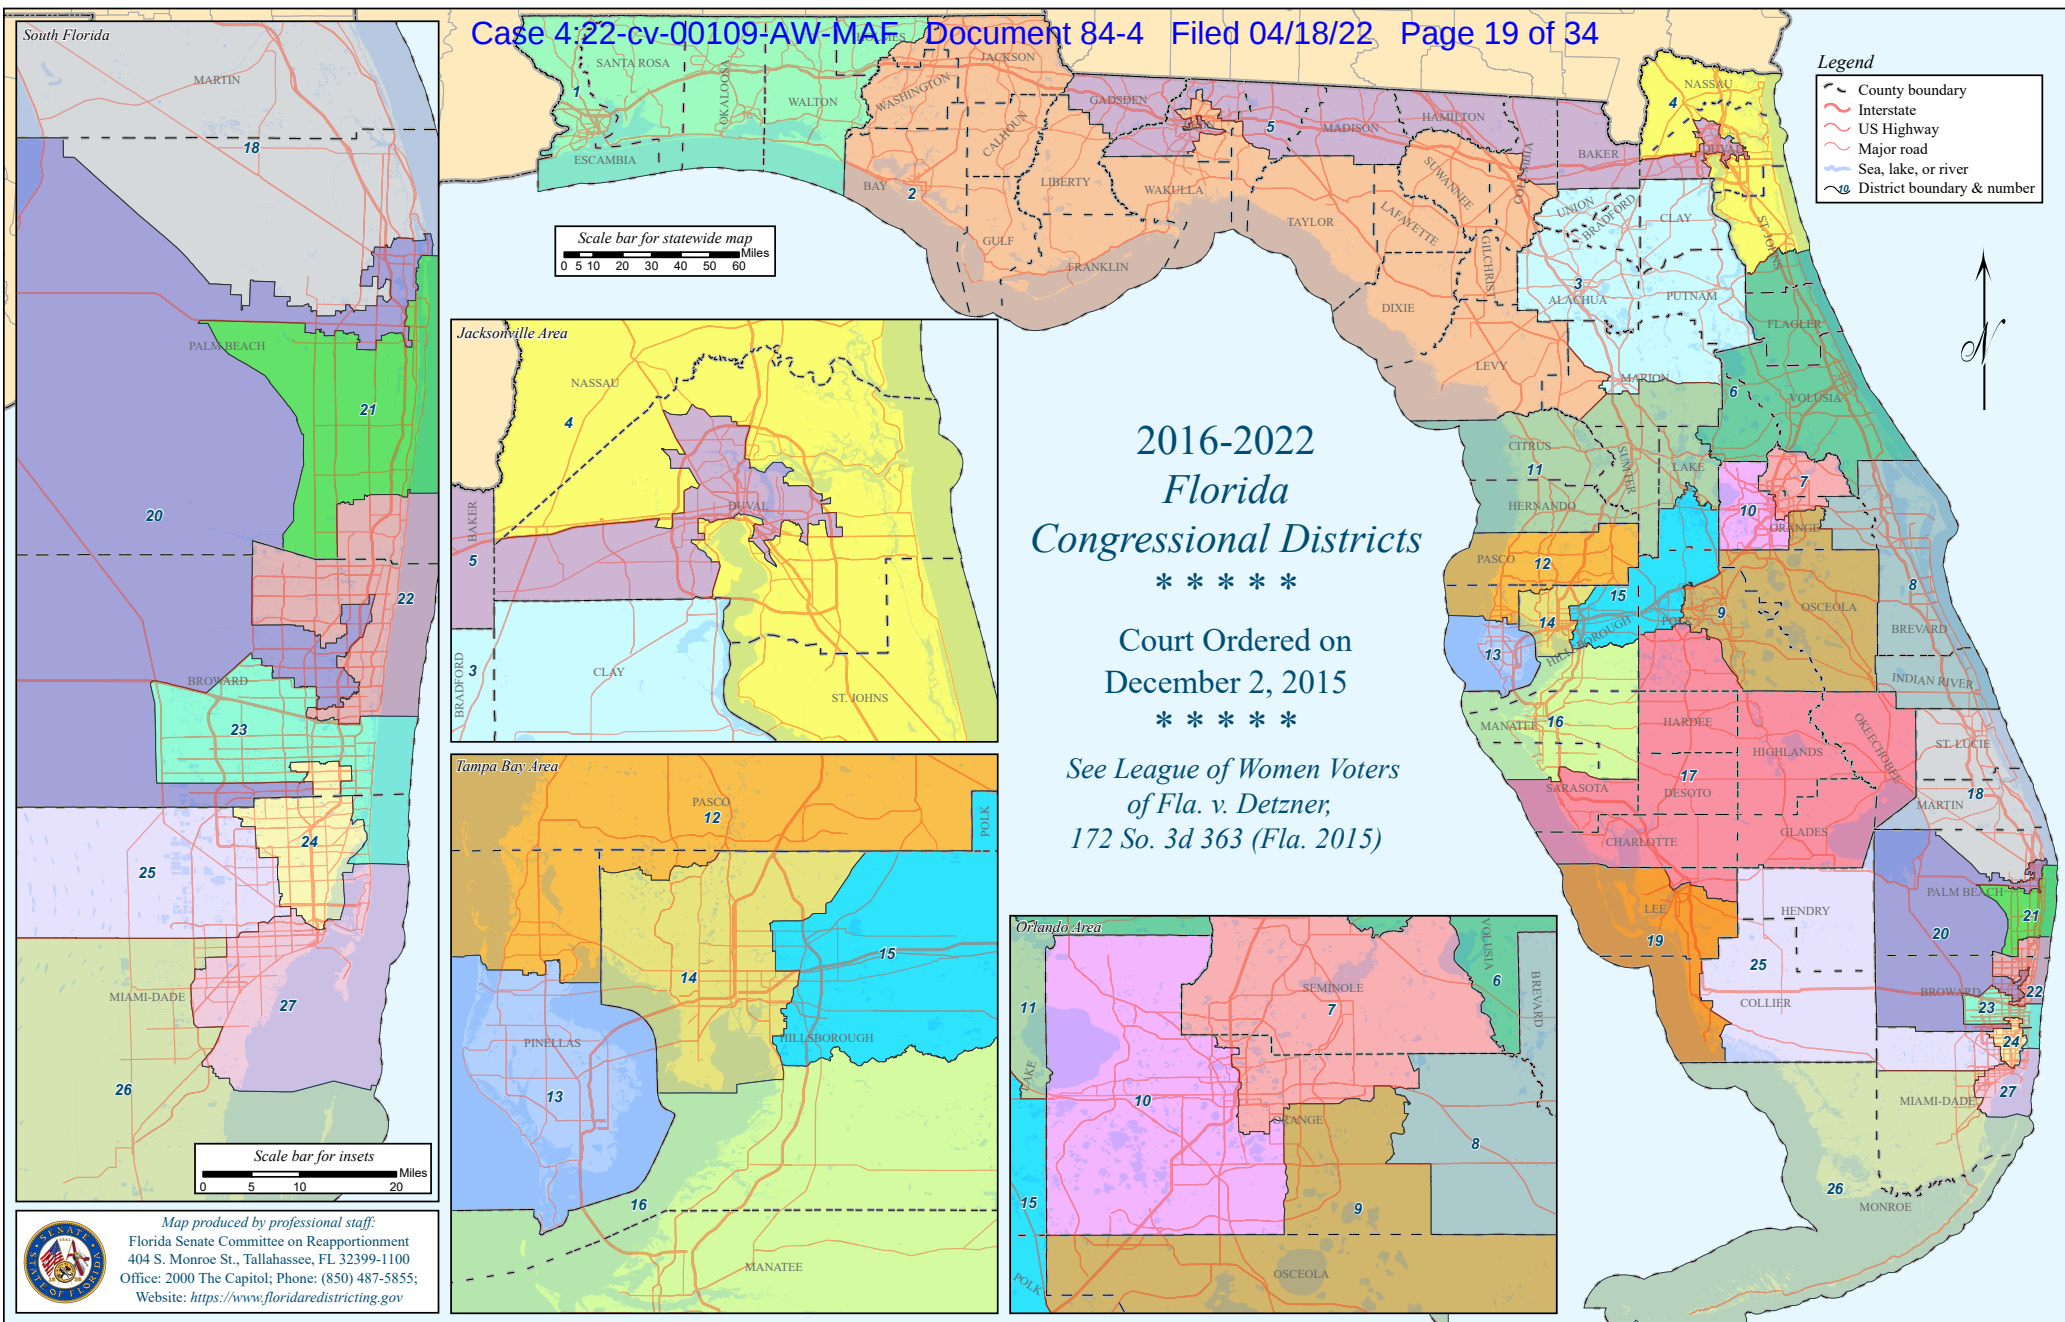 Case 4:22-cv-00109-AW-MAF Document 84-4 Filed 04/18/22 Page 19 of 34
South Florida
MARTIN
18
PALM BEACH
21
20
22
BROWARD
23
24
25
MIAMI-DADE
27
26
Scale bar for insets
Miles
0 5 10 20
Map produced by professional staff:
Florida Senate Committee on Reapportionment
404 S. Monroe St., Tallahassee, FL 32399-1100
Office: 2000 The Capitol; Phone: (850) 487-5855;
Website: https://www.floridaredistricting.gov
Scale bar for statewide map
Miles
0 5 10 20 30 40 50 60
Jacksonville Area
NASSAU
4
BAKER
DUVAL
5
3
BRADFORD
CLAY
ST. JOHNS
Tampa Bay Area
PASCO
12
POLK
14
15
HILLSBOROUGH
PINELLAS
13
16
MANATEE
Orlando Area
VOLUSIA
BREVARD
SEMINOLE
7
6
11
LAKE
10
ORANGE
8
15
9
POLK
OSCEOLA
2016-2022
Florida
Congressional Districts
* * * * *
Court Ordered on
December 2, 2015
* * * * *
See League of Women Voters
of Fla. v. Detzner,
172 So. 3d 363 (Fla. 2015)
Legend
County boundary
Interstate
US Highway
Major road
Sea, lake, or river
10 District boundary & number
N
HOLMES
SANTA ROSA
OKALOOSA
WALTON
1
ESCAMBIA
JACKSON
WASHINGTON
CALHOUN
BAY
2
LIBERTY
GULF
FRANKLIN
GADSDEN
LEON
WAKULLA
5
MADISON
HAMILTON
TAYLOR
SUWANNEE
LAFAYETTE
COLUMBIA
GILCHRIST
DIXIE
LEVY
BAKER
4
NASSAU
DUVAL
UNION
BRADFORD
CLAY
ST. JOHNS
3
ALACHUA
PUTNAM
FLAGLER
MARION
6
VOLUSIA
CITRUS
11
SUMTER
LAKE
HERNANDO
7
10
ORANGE
PASCO
12
15
14
POLK
HILLSBOROUGH
13
9
OSCEOLA
8
BREVARD
INDIAN RIVER
MANATEE
16
HARDEE
HIGHLANDS
OKEECHOBEE
ST. LUCIE
SARASOTA
17
DESOTO
18
MARTIN
CHARLOTTE
GLADES
LEE
19
HENDRY
PALM BEACH
21
20
25
COLLIER
BROWARD
22
23
24
27
MIAMI-DADE
26
MONROE